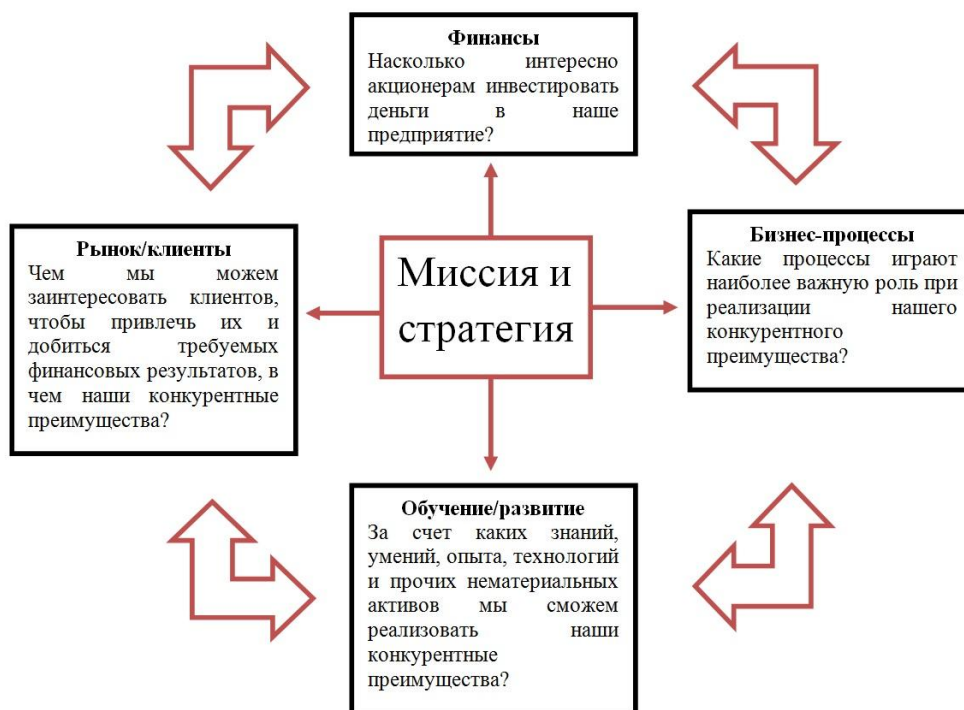 Финансы
Насколько интересно
акционерам инвестировать
деньги в наше
предприятие?
Рынок/клиенты
Чем мы можем
заинтересовать клиентов,
чтобы привлечь их и
добиться требуемых
финансовых результатов, в
чем наши конкурентные
преимущества?
Миссия и
стратегия
Бизнес-процессы
Какие процессы играют
наиболее важную роль при
реализации нашего
конкурентного
преимущества?
Обучение/развитие
За счет каких знаний,
умений, опыта, технологий
и прочих нематериальных
активов мы сможем
реализовать наши
конкурентные
преимущества?